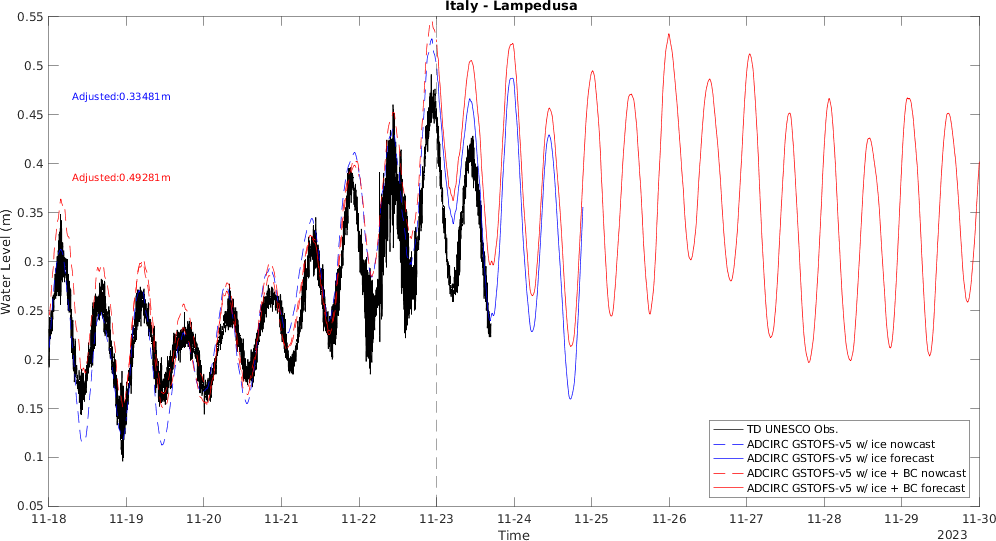 Italy - Lampedusa
0.55
0.5
0.45
0.4
0.35
0.3
0.25
0.2
0.15
0.1
0.05
Water Level (m)
Adjusted:0.33481m
Adjusted:0.49281m
TD UNESCO Obs.
ADCIRC GSTOFS-v5 w/ ice nowcast
ADCIRC GSTOFS-v5 w/ ice forecast
ADCIRC GSTOFS-v5 w/ ice + BC nowcast
ADCIRC GSTOFS-v5 w/ ice + BC forecast
11-18 11-19 11-20 11-21 11-22 11-23 11-24 11-25 11-26 11-27 11-28 11-29 11-30
Time
2023